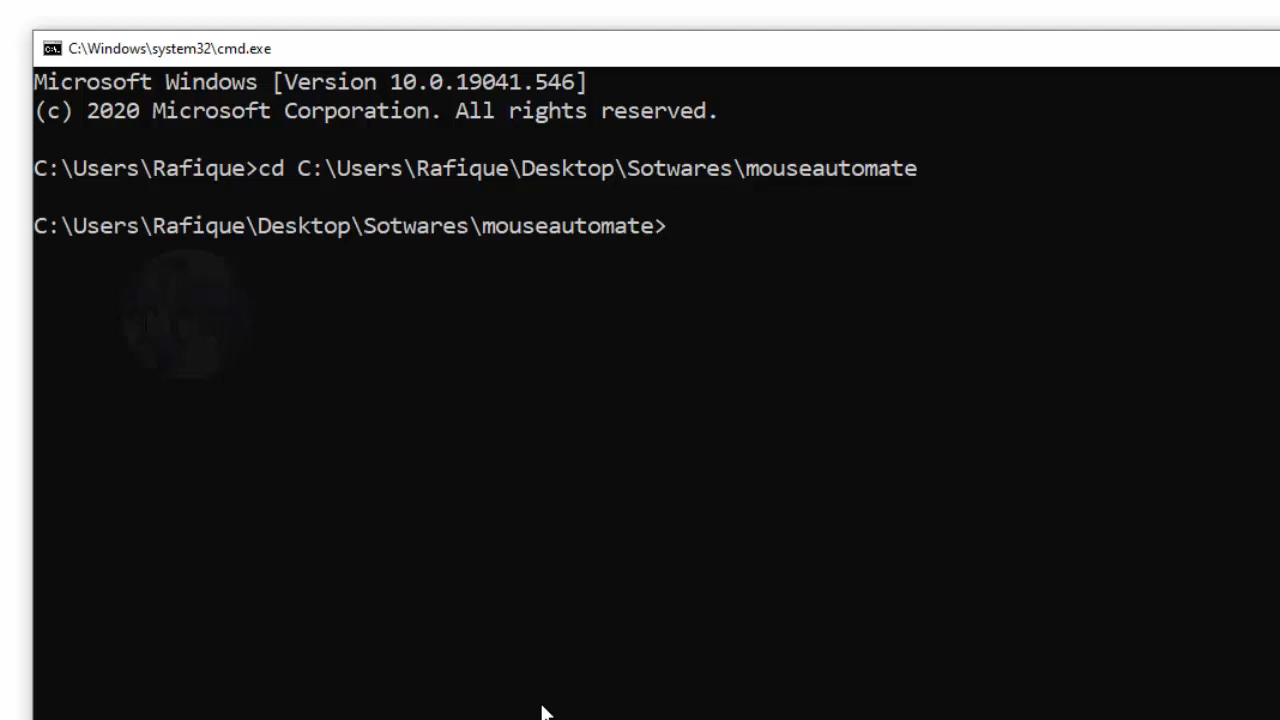 C:\Windows\system32\cmd.exe
Microsoft Windows [Version 10.0.19041.546]
(c) 2020 Microsoft Corporation. All rights reserved.
C:\Users\Rafique>cd C:\Users\Rafique\Desktop\Sotwares\mouseautomate
C:\Users\Rafique\Desktop\Sotwares\mouseautomate>